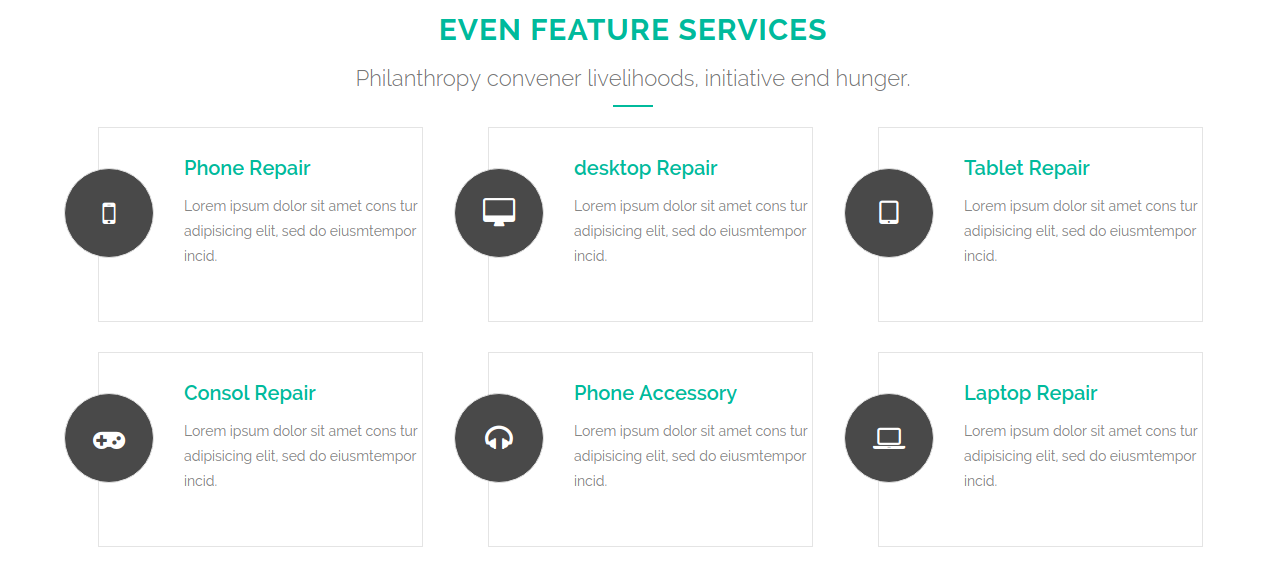 EVEN FEATURE SERVICES
Philanthropy convener livelihoods, initiative end hunger.
Phone Repair
Lorem ipsum dolor sit amet cons tur
adipisicing elit, sed do eiusmtempor
incid.
desktop Repair
Lorem ipsum dolor sit amet cons tur
adipisicing elit, sed do eiusmtempor
incid.
Tablet Repair
Lorem ipsum dolor sit amet cons tur
adipisicing elit, sed do eiusmtempor
incid.
Consol Repair
Lorem ipsum dolor sit amet cons tur
adipisicing elit, sed do eiusmtempor
incid.
Phone Accessory
Lorem ipsum dolor sit amet cons tur
adipisicing elit, sed do eiusmtempor
incid.
Laptop Repair
Lorem ipsum dolor sit amet cons tur
adipisicing elit, sed do eiusmtempor
incid.